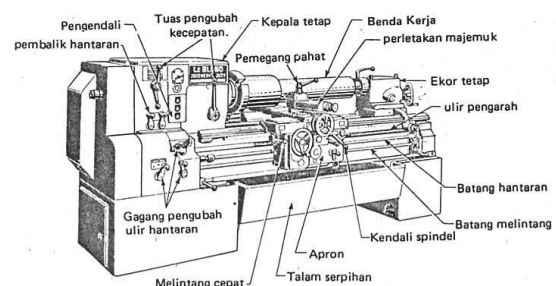 Pengendali
pembalik hantaran
Tuas pengubah
kecepatan.
Kepala tetap
Benda Kerja
perletakan majemuk
Pemegang pahat
Ekor tetap
ulir pengarah
Batang hantaran
Batang melintang
Kendali spindel
Apron
Talam serpihan
Melintang cepat
Gagang pengubah
ulir hantaran